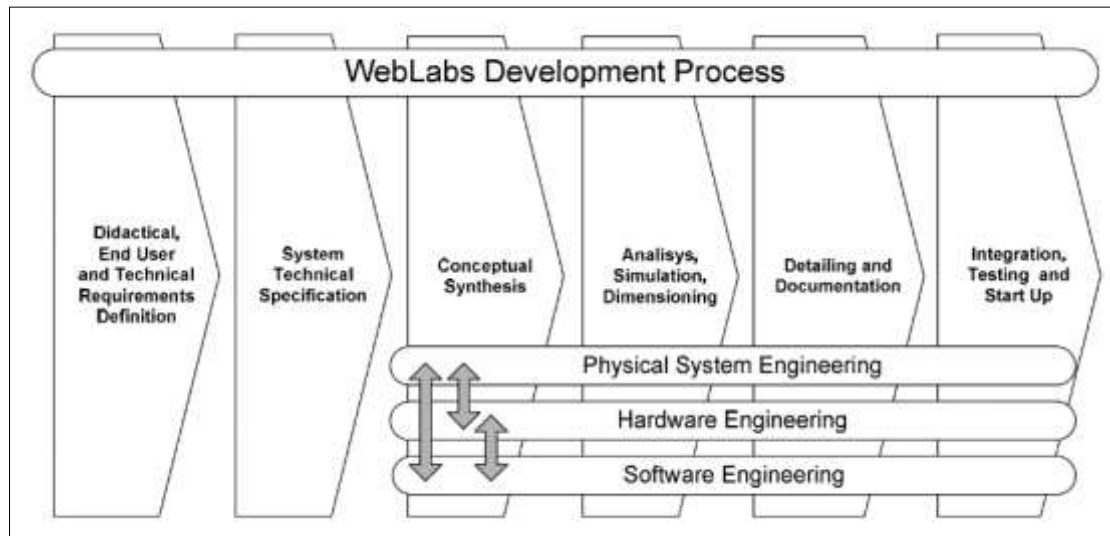 WebLabs Development Process
Didactical,
End User
and Technical
Requirements
Definition
System
Technical
Specification
Conceptual
Synthesis
Analisys,
Simulation,
Dimensioning
Detailing and
Documentation
Integration,
Testing and
Start Up
Physical System Engineering
Hardware Engineering
Software Engineering